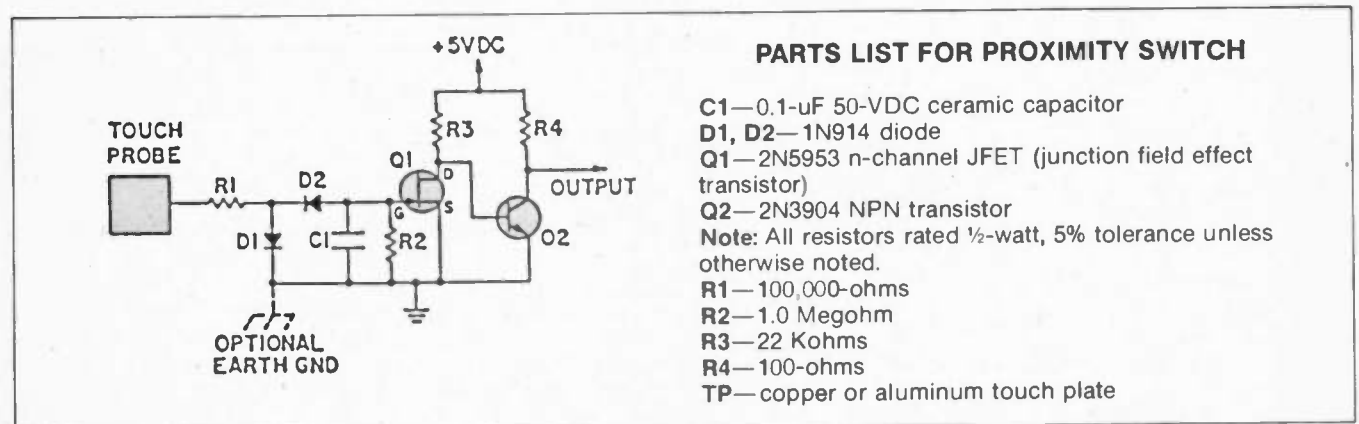 +5VDC
TOUCH
PROBE
R1
D2
D1
C1
R2
Q1
D
G
S
R3
R4
OUTPUT
Q2
OPTIONAL
EARTH GND
PARTS LIST FOR PROXIMITY SWITCH
C1—0.1-uF 50-VDC ceramic capacitor
D1, D2—1N914 diode
Q1—2N5953 n-channel JFET (junction field effect
transistor)
Q2—2N3904 NPN transistor
Note: All resistors rated ½-watt, 5% tolerance unless
otherwise noted.
R1—100,000-ohms
R2—1.0 Megohm
R3—22 Kohms
R4—100-ohms
TP—copper or aluminum touch plate